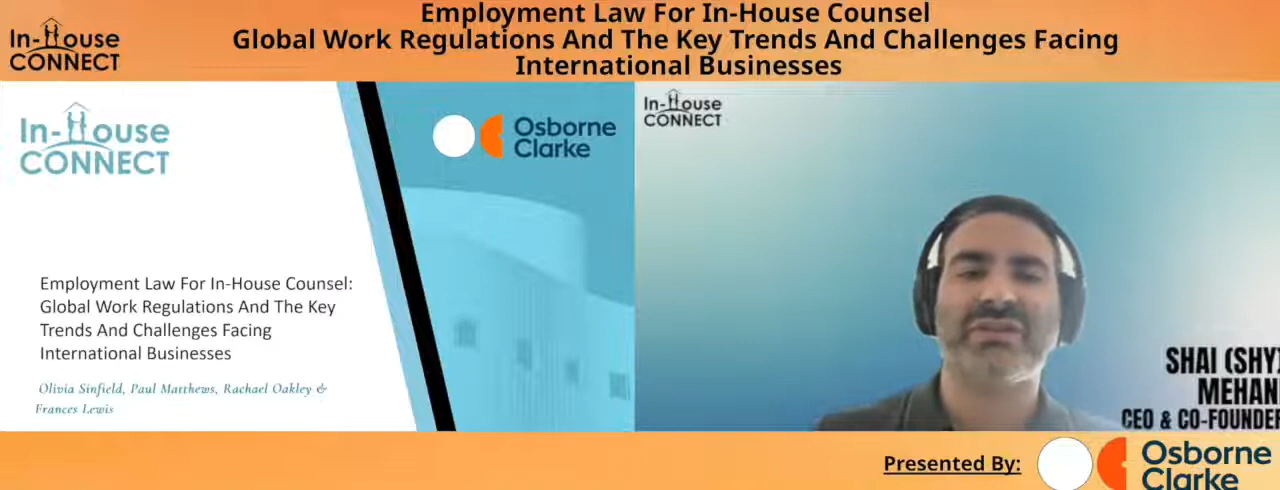 Employment Law For In-House Counsel
Global Work Regulations And The Key Trends And Challenges Facing
International Businesses
In-House
CONNECT
In-House
CONNECT
Osborne
Clarke
Employment Law For In-House Counsel:
Global Work Regulations And The Key
Trends And Challenges Facing
International Businesses
Olivia Sinfield, Paul Matthews, Rachael Oakley &
Frances Lewis
In-House
CONNECT
SHAI (SHY)
MEHAN
CEO & CO-FOUNDER
Presented By:
Osborne
Clarke